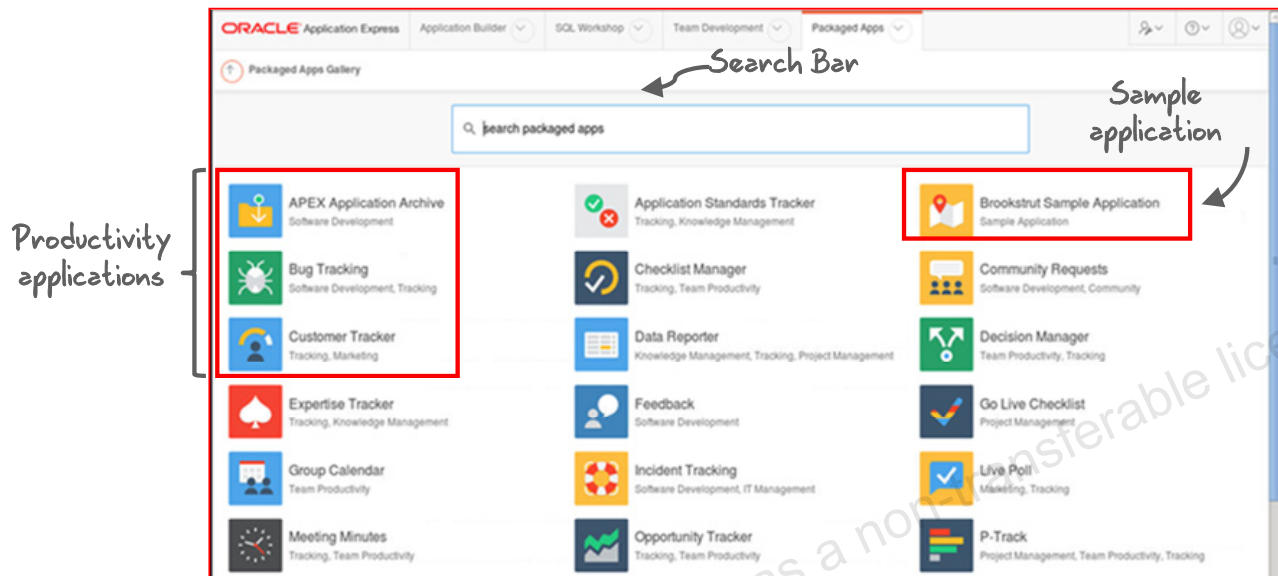 ORACLE Application Express Application Builder SQL Workshop Team Development Packaged Apps
Packaged Apps Gallery
Search Bar
search packaged apps
Sample
application
Productivity
applications
APEX Application Archive
Software Development
Application Standards Tracker
Tracking, Knowledge Management
Brookstrut Sample Application
Sample Application
Bug Tracking
Software Development, Tracking
Checklist Manager
Tracking, Team Productivity
Community Requests
Software Development, Community
Customer Tracker
Tracking, Marketing
Data Reporter
Knowledge Management, Tracking, Project Management
Decision Manager
Team Productivity, Tracking
Expertise Tracker
Tracking, Knowledge Management
Feedback
Software Development
Go Live Checklist
Project Management
Group Calendar
Team Productivity
Incident Tracking
Software Development, IT Management
Live Poll
Marketing, Tracking
Meeting Minutes
Tracking, Team Productivity
Opportunity Tracker
Tracking, Team Productivity
P-Track
Project Management, Team Productivity, Tracking
s a non-transferable lice